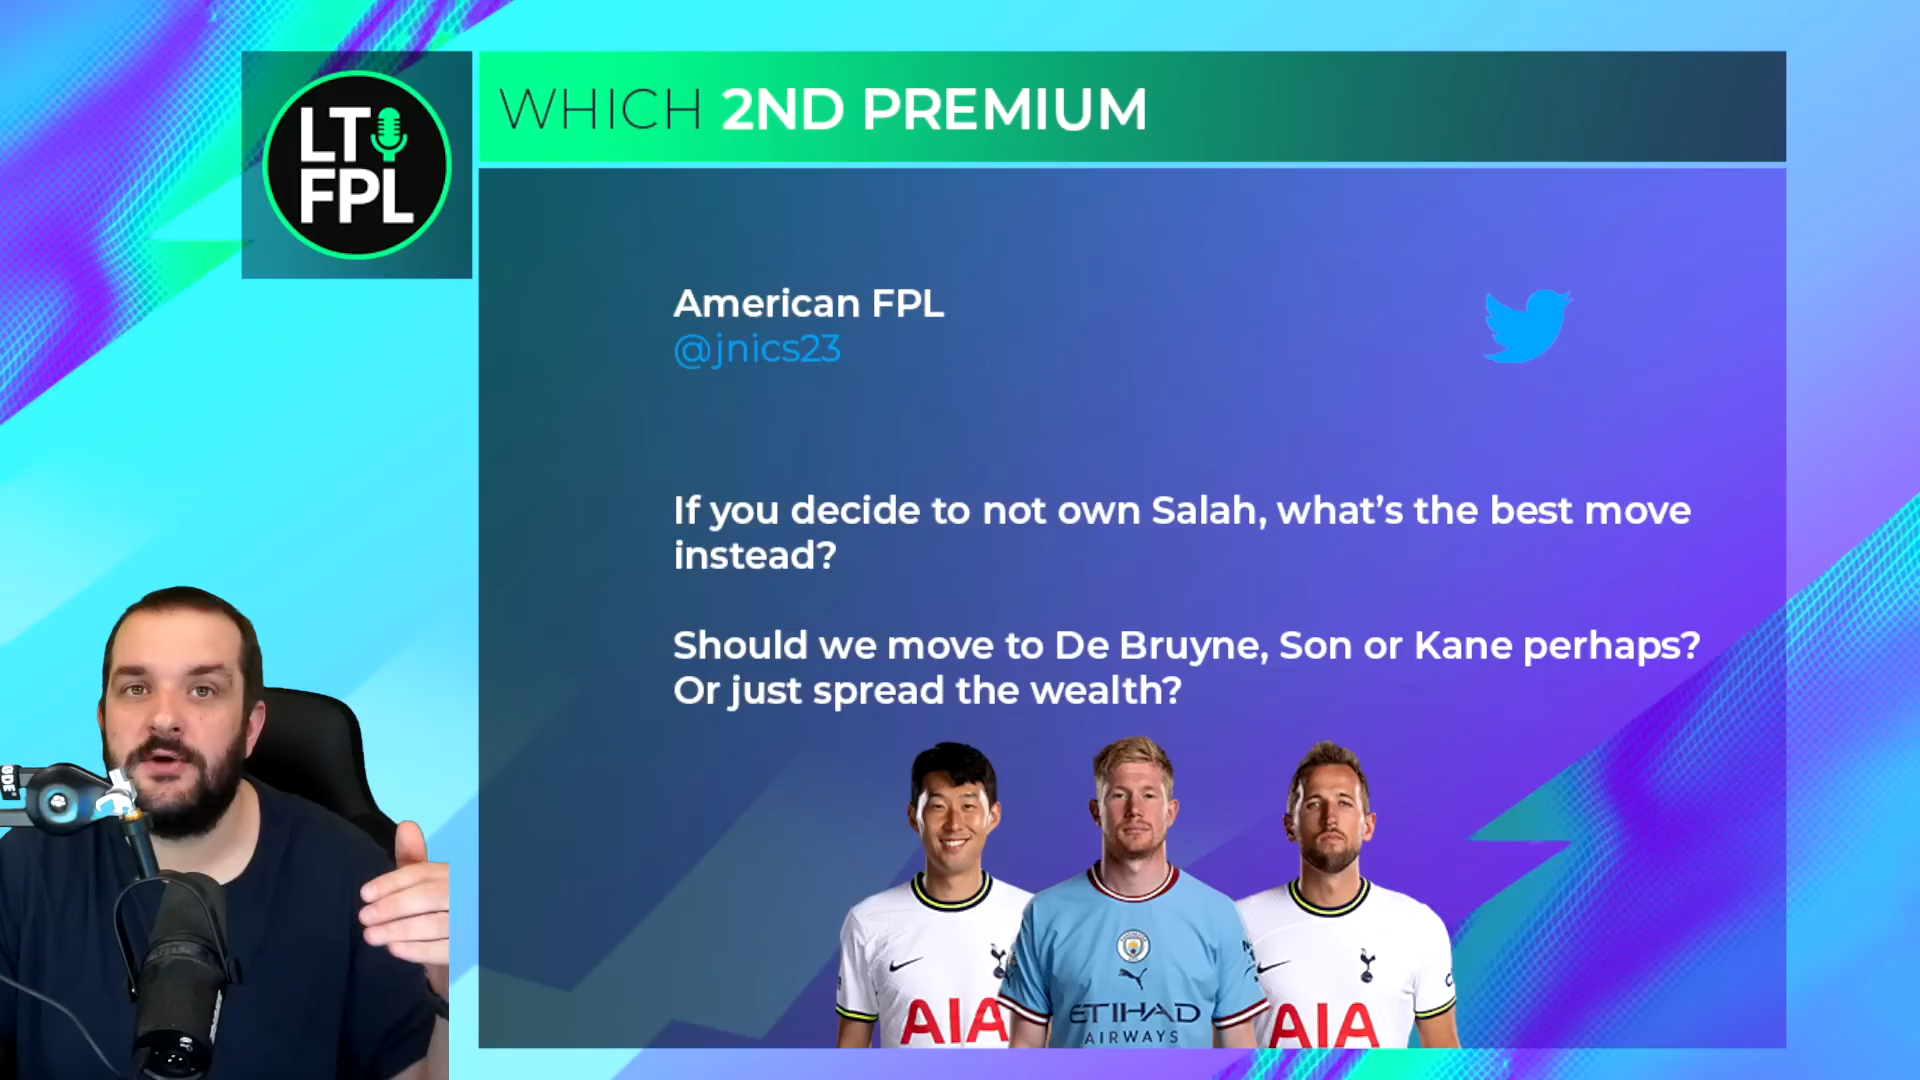 LT
FPL
WHICH 2ND PREMIUM
American FPL
@jnics23
If you decide to not own Salah, what's the best move
instead?
Should we move to De Bruyne, Son or Kane perhaps?
Or just spread the wealth?
AIA
ETIHAD
AIRWAYS
AIA